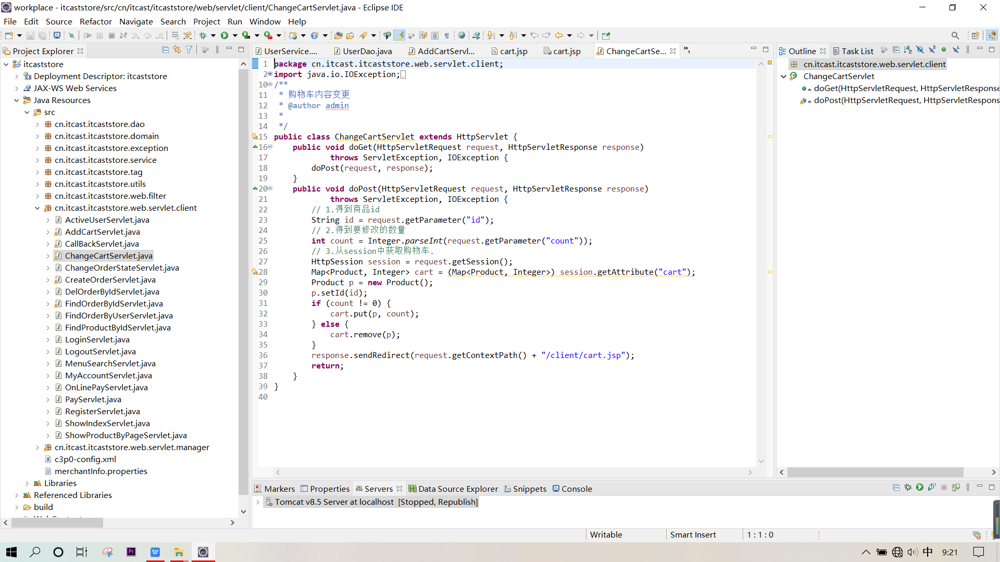 workplace - itcaststore/src/cn/itcast/itcaststore/web/servlet/client/ChangeCartServlet.java - Eclipse IDE
File Edit Source Refactor Navigate Search Project Run Window Help
Project Explorer
itcaststore
Deployment Descriptor: itcaststore
JAX-WS Web Services
Java Resources
src
cn.itcast.itcaststore.dao
cn.itcast.itcaststore.domain
cn.itcast.itcaststore.exception
cn.itcast.itcaststore.service
cn.itcast.itcaststore.tag
cn.itcast.itcaststore.utils
cn.itcast.itcaststore.web.filter
cn.itcast.itcaststore.web.servlet.client
ActiveUserServlet.java
AddCartServlet.java
CallBackServlet.java
ChangeCartServlet.java
ChangeOrderStateServlet.java
CreateOrderServlet.java
DelOrderByIdServlet.java
FindOrderByIdServlet.java
FindOrderByUserServlet.java
FindProductByIdServlet.java
LoginServlet.java
LogoutServlet.java
MenuSearchServlet.java
MyAccountServlet.java
OnLinePayServlet.java
PayServlet.java
RegisterServlet.java
ShowIndexServlet.java
ShowProductByPageServlet.java
cn.itcast.itcaststore.web.servlet.manager
c3p0-config.xml
merchantInfo.properties
Libraries
Referenced Libraries
build
UserService.... UserDao.java AddCartServl... cart.jsp cart.jsp ChangeCartSe... »1
1 package cn.itcast.itcaststore.web.servlet.client;
2 import java.io.IOException;
10 /**
11 * 购物车内容变更
12 * @author admin
13 *
14 */
15 public class ChangeCartServlet extends HttpServlet {
16 public void doGet(HttpServletRequest request, HttpServletResponse response)
17 throws ServletException, IOException {
18 doPost(request, response);
19 }
20 public void doPost(HttpServletRequest request, HttpServletResponse response)
21 throws ServletException, IOException {
22 // 1.得到商品id
23 String id = request.getParameter("id");
24 // 2.得到要修改的数量
25 int count = Integer.parseInt(request.getParameter("count"));
26 // 3.从session中获取购物车.
27 HttpSession session = request.getSession();
28 Map<Product, Integer> cart = (Map<Product, Integer>) session.getAttribute("cart");
29 Product p = new Product();
30 p.setId(id);
31 if (count != 0) {
32 cart.put(p, count);
33 } else {
34 cart.remove(p);
35 }
36 response.sendRedirect(request.getContextPath() + "/client/cart.jsp");
37 return;
38 }
39 }
40
Outline Task List
cn.itcast.itcaststore.web.servlet.client
ChangeCartServlet
doGet(HttpServletRequest, HttpServletResponse
doPost(HttpServletRequest, HttpServletRespons
Markers Properties Servers Data Source Explorer Snippets Console
Tomcat v8.5 Server at localhost [Stopped, Republish]
Writable Smart Insert 1 : 1 : 0
Pr W 中 9:21